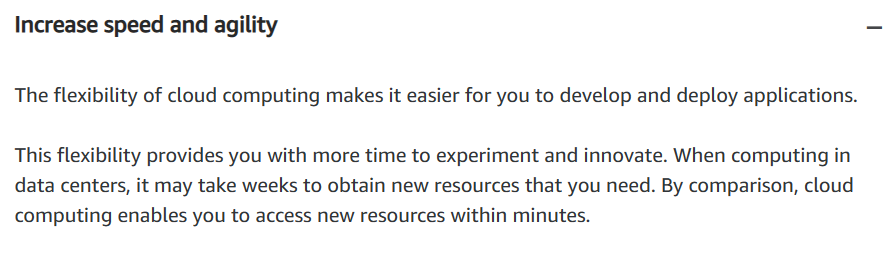 Increase speed and agility
The flexibility of cloud computing makes it easier for you to develop and deploy applications.
This flexibility provides you with more time to experiment and innovate. When computing in
data centers, it may take weeks to obtain new resources that you need. By comparison, cloud
computing enables you to access new resources within minutes.